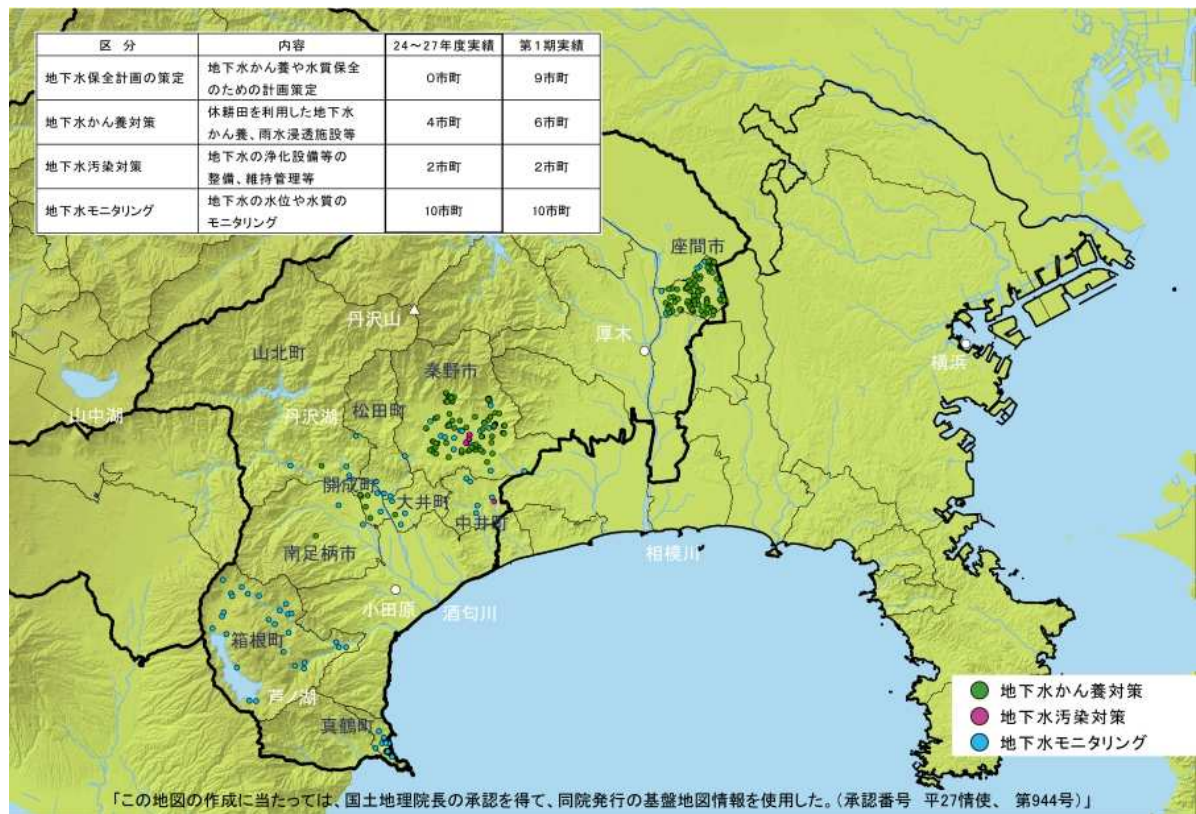 区 分 内容 24～27年度実績 第1期実績
地下水保全計画の策定 地下水かん養や水質保全 0市町 9市町
のための計画策定
地下水かん養対策 休耕田を利用した地下水 4市町 6市町
かん養、雨水浸透施設等
地下水汚染対策 地下水の浄化設備等の 2市町 2市町
整備、維持管理等
地下水モニタリング 地下水の水位や水質の 10市町 10市町
モニタリング
座間市
丹沢山
厚木
山北町
秦野市
横浜
山中湖
丹沢湖
松田町
開成町
大井町
中井町
南足柄市
相模川
小田原
酒匂川
箱根町
芦ノ湖
真鶴町
地下水かん養対策
地下水汚染対策
地下水モニタリング
「この地図の作成に当たっては、国土地理院長の承認を得て、同院発行の基盤地図情報を使用した。(承認番号 平27情使、 第944号)」